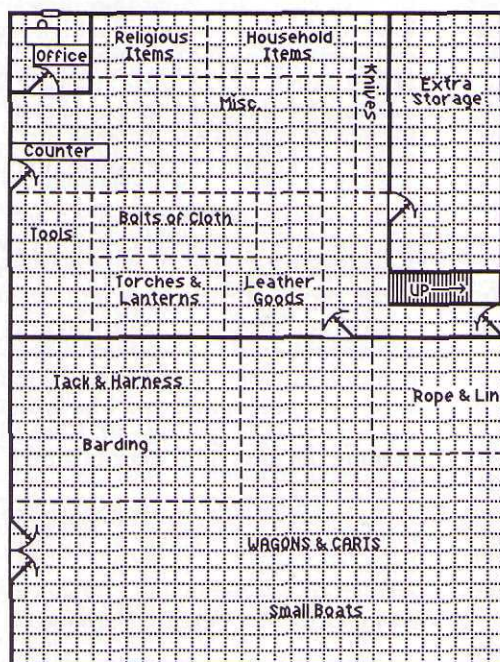 Office
Religious
Items
Household
Items
Knives
Extra
Storage
Misc.
Counter
Tools
Bolts of Cloth
Torches &
Lanterns
Leather
Goods
UP
Tack & Harness
Rope & Lin
Barding
WAGONS & CARTS
Small Boats